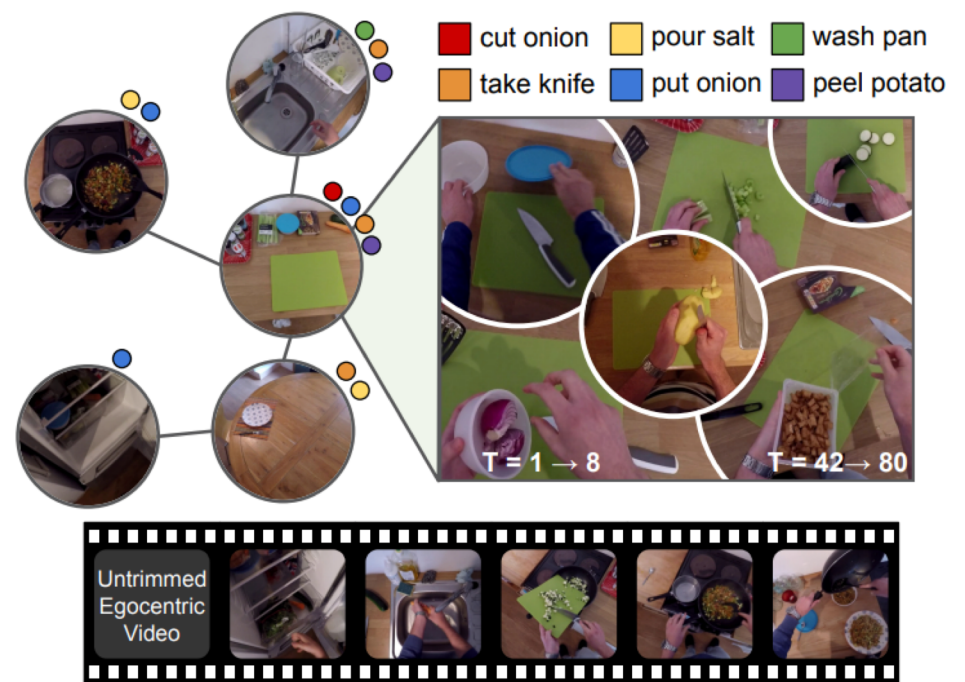 cut onion
pour salt
wash pan
take knife
put onion
peel potato
T = 1 → 8
T = 42→ 80
Untrimmed
Egocentric
Video